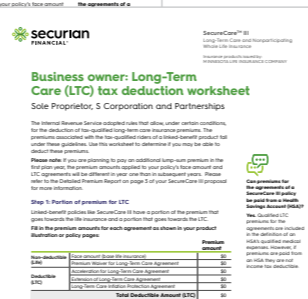 your policy's face amount the agreements of a
securian
FINANCIAL
SecureCare™ III
Long-Term Care and Nonparticipating
Whole Life Insurance
Insurance products issued by
MINNESOTA LIFE INSURANCE COMPANY
Business owner: Long-Term
Care (LTC) tax deduction worksheet
Sole Proprietor, S Corporation and Partnerships
The Internal Revenue Service adopted rules that allow, under certain conditions,
for the deduction of tax-qualified long-term care insurance premiums. The
premiums associated with the tax-qualified riders of a linked-benefit product fall
under these guidelines. Use this worksheet to determine if you may be able to
deduct these premiums.
Please note: If you are planning to pay an additional lump-sum premium in the
first plan year, the premium amounts applied to your policy's face amount and
LTC agreements will be different in year one than in subsequent years. Please
refer to the Detailed Premium Report on page 5 of your SecureCare III proposal
for more information.
Step 1: Portion of premium for LTC
Linked-benefit policies like SecureCare III have a portion of the premium that
goes towards the life insurance and a portion that goes towards the LTC.
Fill in the premium amounts for each agreement as shown in your product
illustration or policy pages:
Premium
amount
Non-deductible
(Life)
Face amount (base life insurance) $0
Premium Waiver for Long-Term Care Agreement $0
Deductible
(LTC)
Acceleration for Long-Term Care Agreement $0
Extension of Long-Term Care Agreement $0
Long-Term Care Inflation Protection Agreement $0
Total Deductible Amount (LTC) $0
Can premiums for
the agreements of a
SecureCare III policy
be paid from a Health
Savings Account (HSA)?
Yes. Qualified LTC
premiums for the
agreements are
included in the
definition of an
HSA's qualified medical
expenses. However, if
premiums are paid from
an HSA they are not
income tax deductible